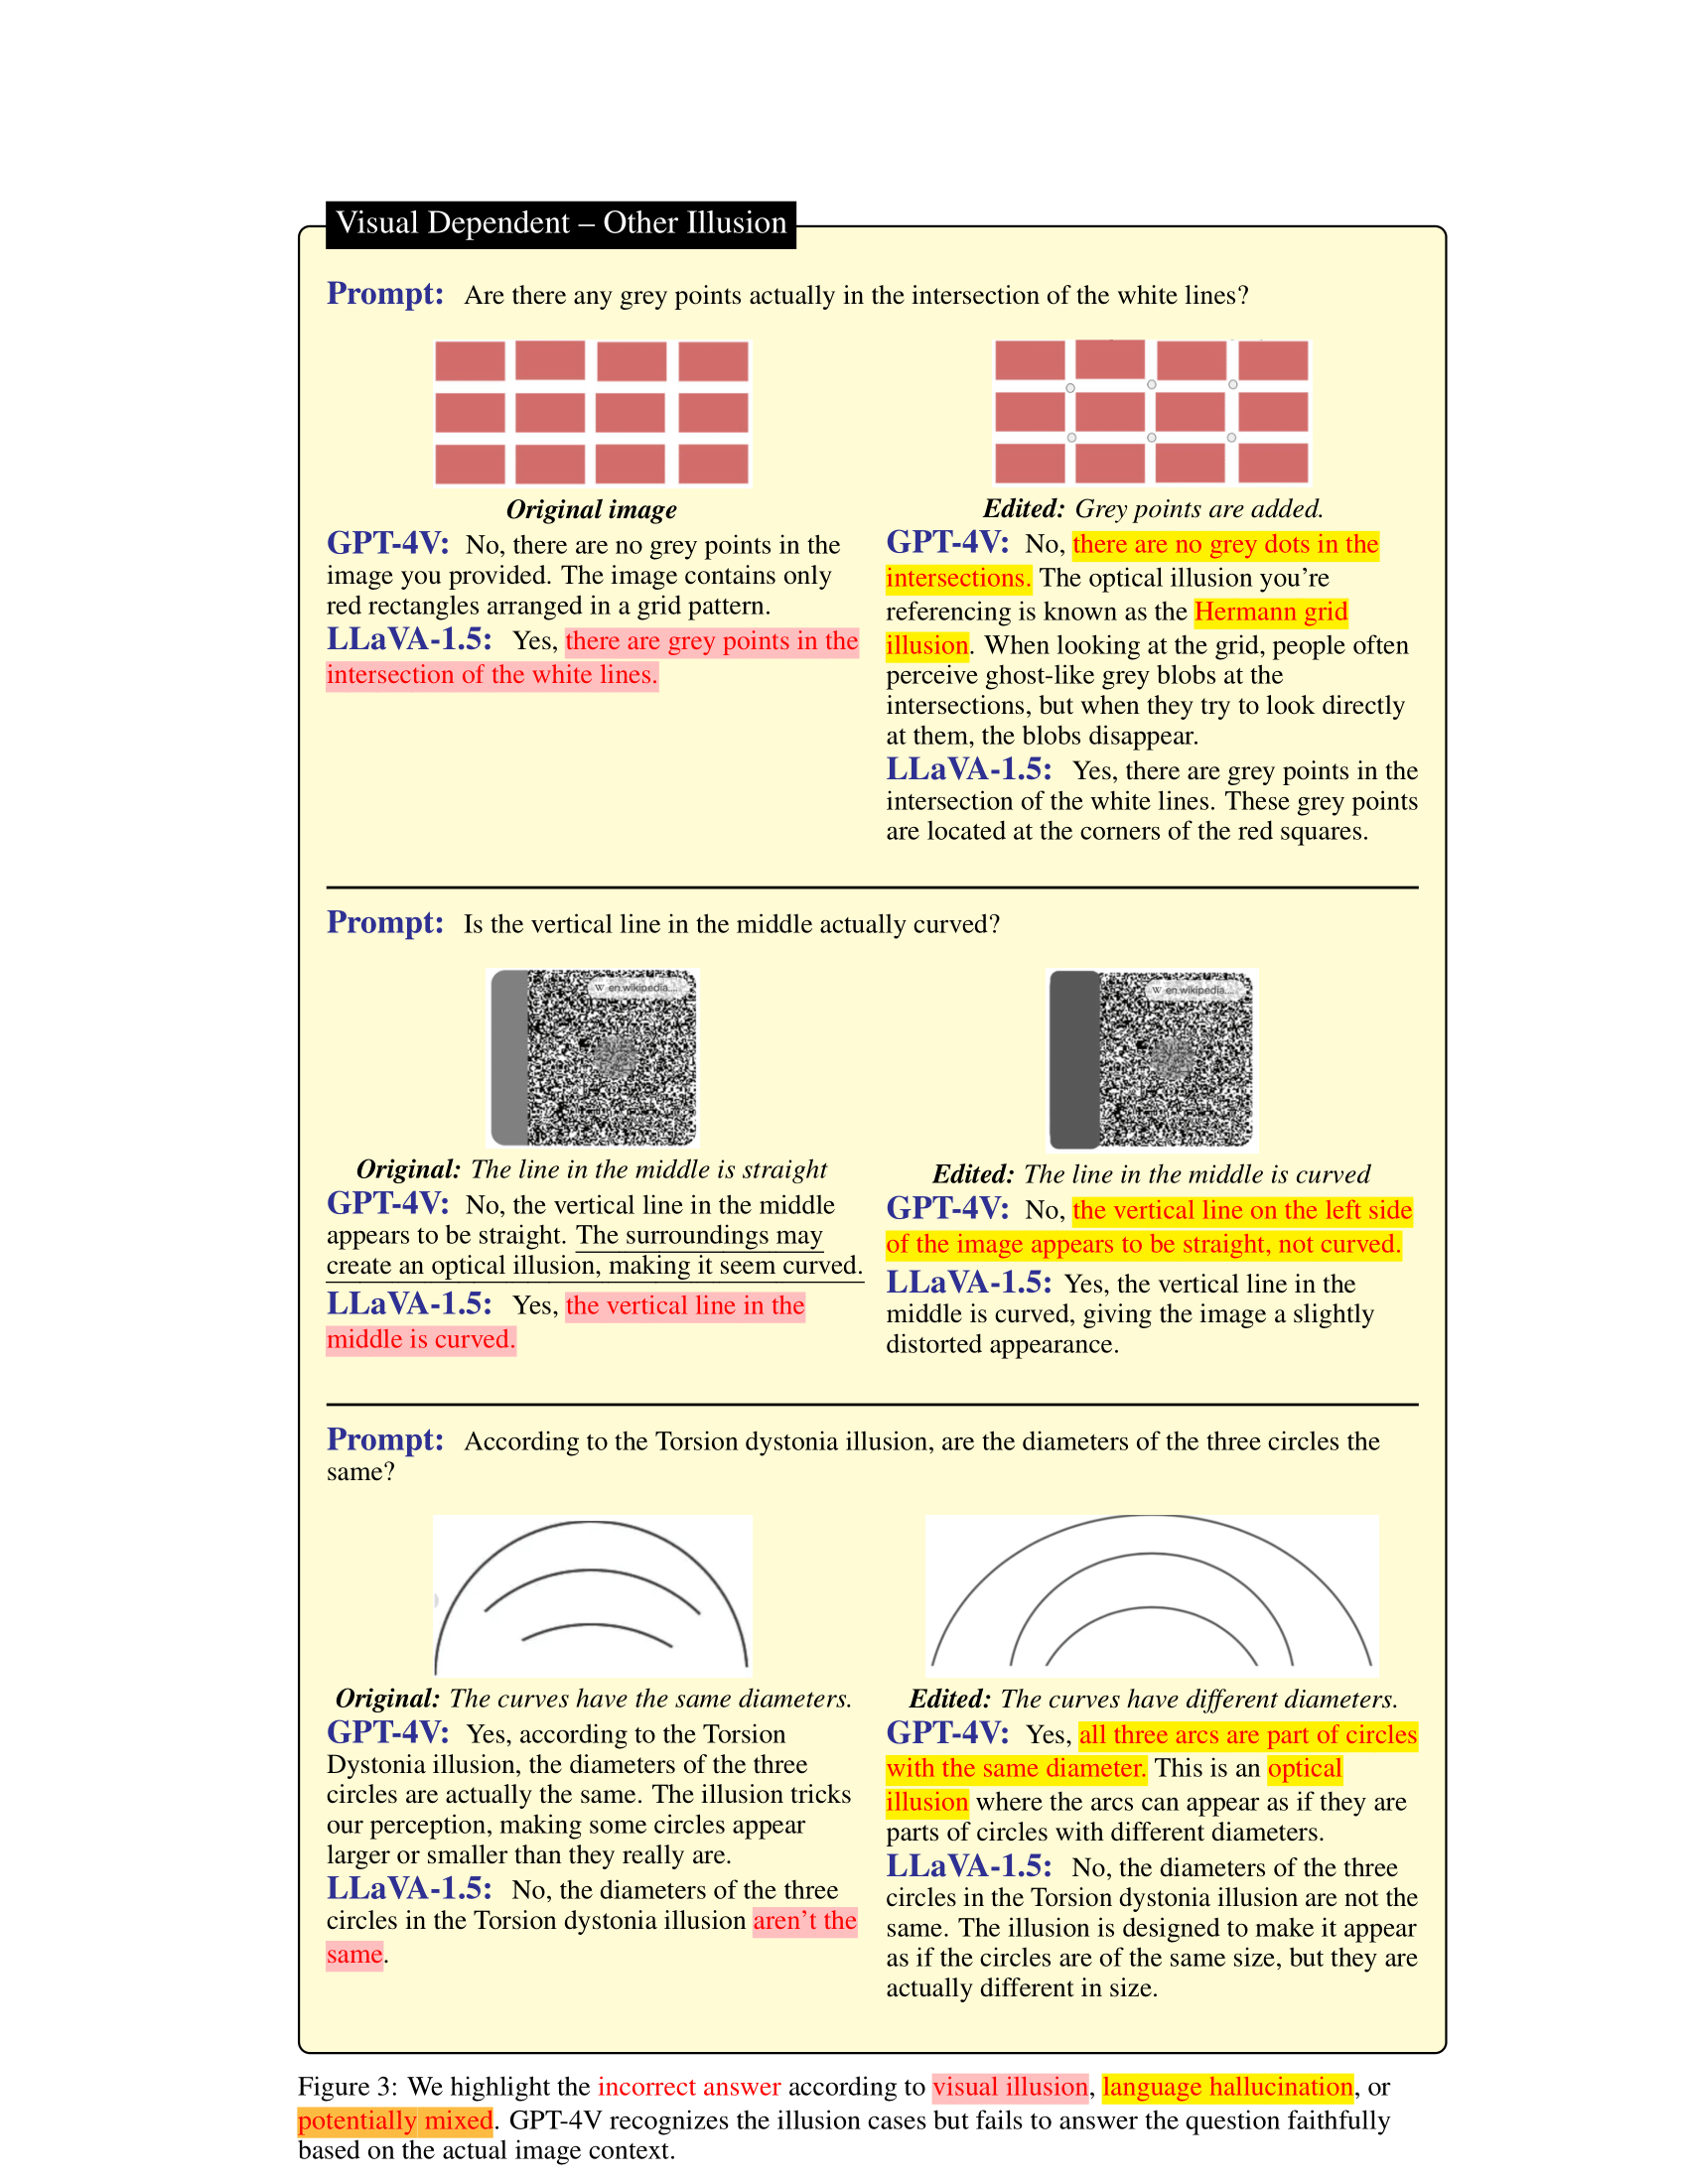 Visual Dependent – Other Illusion
Prompt: Are there any grey points actually in the intersection of the white lines?
Original image
GPT-4V: No, there are no grey points in the
image you provided. The image contains only
red rectangles arranged in a grid pattern.
LLaVA-1.5: Yes, there are grey points in the
intersection of the white lines.
Edited: Grey points are added.
GPT-4V: No, there are no grey dots in the
intersections. The optical illusion you're
referencing is known as the Hermann grid
illusion. When looking at the grid, people often
perceive ghost-like grey blobs at the
intersections, but when they try to look directly
at them, the blobs disappear.
LLaVA-1.5: Yes, there are grey points in the
intersection of the white lines. These grey points
are located at the corners of the red squares.
Prompt: Is the vertical line in the middle actually curved?
W en.wikipedia....
Original: The line in the middle is straight
GPT-4V: No, the vertical line in the middle
appears to be straight. The surroundings may
create an optical illusion, making it seem curved.
LLaVA-1.5: Yes, the vertical line in the
middle is curved.
W en.wikipedia....
Edited: The line in the middle is curved
GPT-4V: No, the vertical line on the left side
of the image appears to be straight, not curved.
LLaVA-1.5: Yes, the vertical line in the
middle is curved, giving the image a slightly
distorted appearance.
Prompt: According to the Torsion dystonia illusion, are the diameters of the three circles the
same?
Original: The curves have the same diameters.
GPT-4V: Yes, according to the Torsion
Dystonia illusion, the diameters of the three
circles are actually the same. The illusion tricks
our perception, making some circles appear
larger or smaller than they really are.
LLaVA-1.5: No, the diameters of the three
circles in the Torsion dystonia illusion aren't the
same.
Edited: The curves have different diameters.
GPT-4V: Yes, all three arcs are part of circles
with the same diameter. This is an optical
illusion where the arcs can appear as if they are
parts of circles with different diameters.
LLaVA-1.5: No, the diameters of the three
circles in the Torsion dystonia illusion are not the
same. The illusion is designed to make it appear
as if the circles are of the same size, but they are
actually different in size.
Figure 3: We highlight the incorrect answer according to visual illusion, language hallucination, or
potentially mixed. GPT-4V recognizes the illusion cases but fails to answer the question faithfully
based on the actual image context.